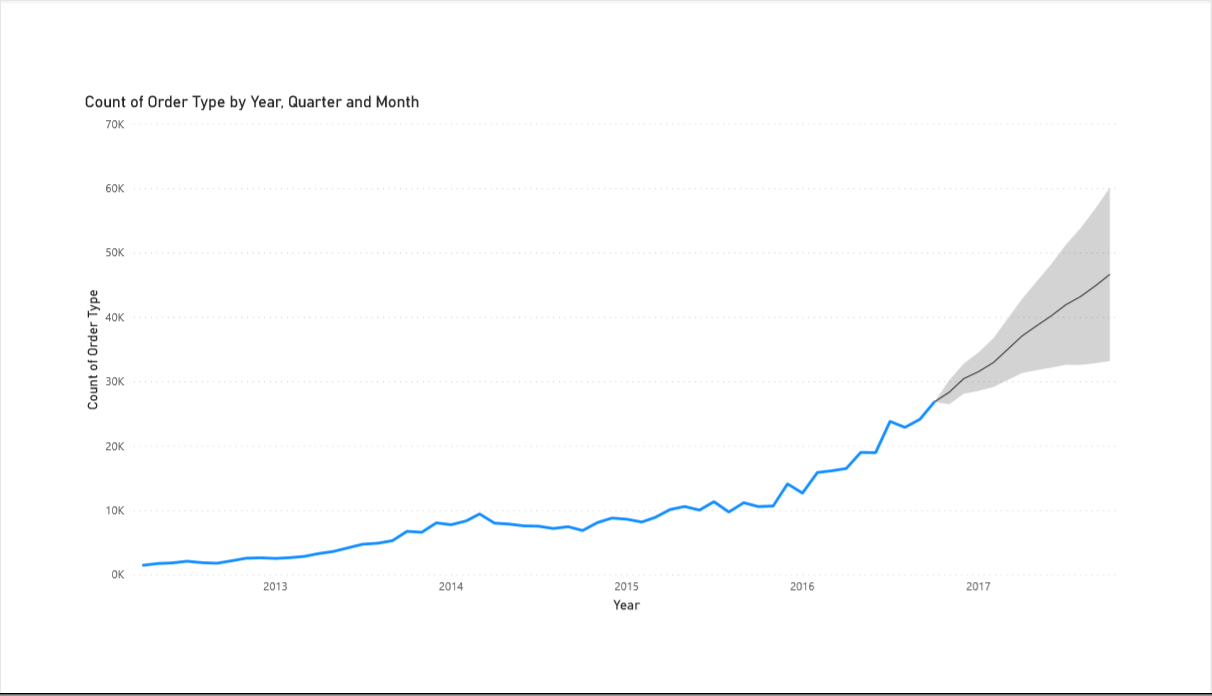 Count of Order Type by Year, Quarter and Month
70K
60K
50K
40K
30K
20K
10K
0K
Count of Order Type
2013 2014 2015 2016 2017
Year